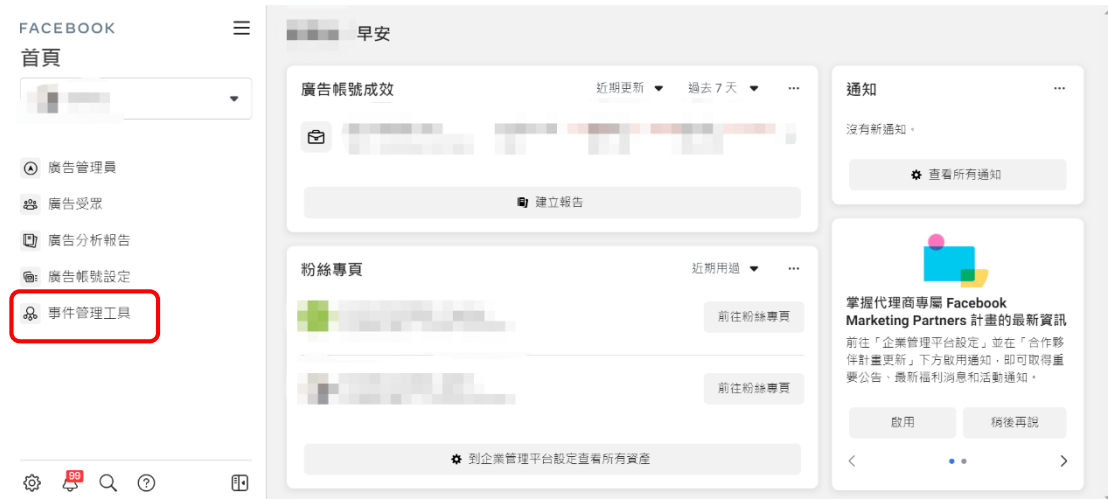 FACEBOOK
首頁
廣告管理員
廣告受眾
廣告分析報告
廣告帳號設定
事件管理工具
99
早安
廣告帳號成效
近期更新
過去 7 天
建立報告
粉絲專頁
近期用過
前往粉絲專頁
前往粉絲專頁
到企業管理平台設定查看所有資產
通知
沒有新通知。
查看所有通知
掌握代理商專屬 Facebook
Marketing Partners 計畫的最新資訊
前往「企業管理平台設定」並在「合作夥
伴計畫更新」下方啟用通知，即可取得重
要公告、最新福利消息和活動通知。
啟用
稍後再說